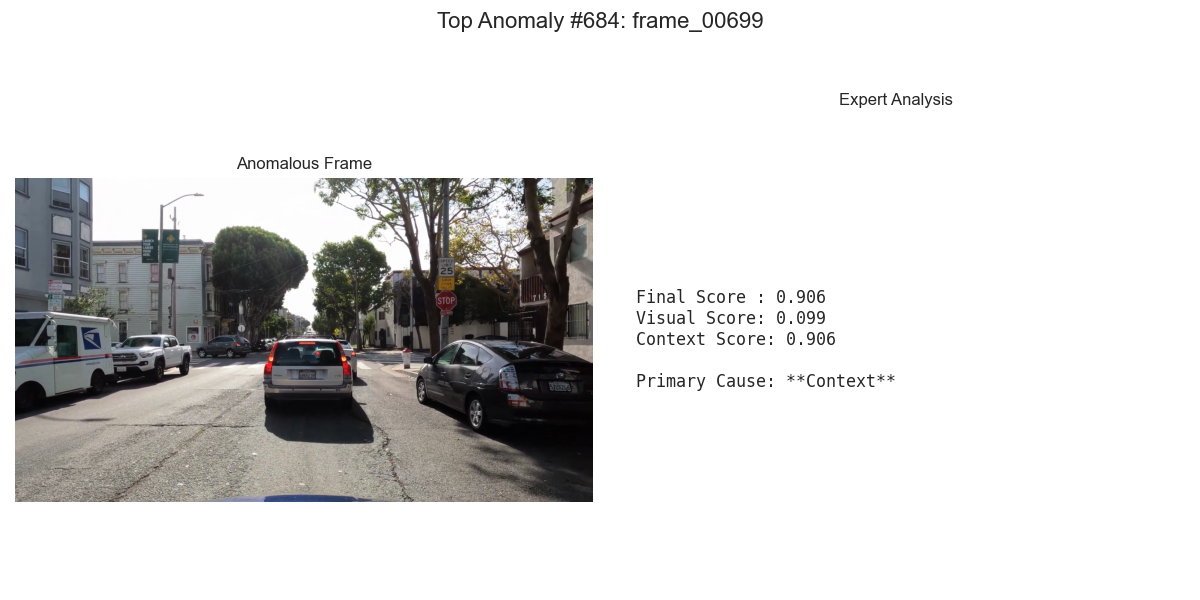 Top Anomaly #684: frame_00699
Expert Analysis
Anomalous Frame
25
STOP
Final Score : 0.906
Visual Score: 0.099
Context Score: 0.906
Primary Cause: **Context**